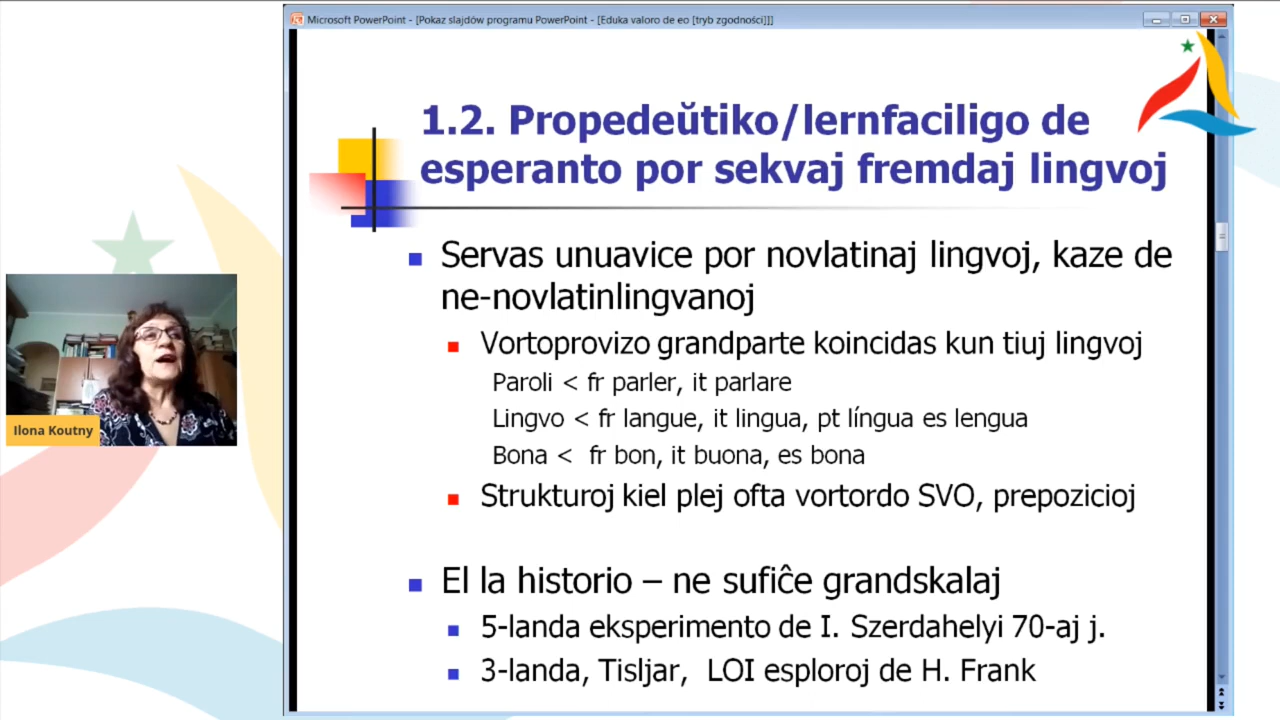 Microsoft PowerPoint - [Pokaz slajdów programu PowerPoint - [Eduka valoro de eo [tryb zgodności]]]
1.2. Propedeŭtiko/lernfaciligo de
esperanto por sekvaj fremdaj lingvoj
Servas unuavice por novlatinaj lingvoj, kaze de
ne-novlatinlingvanoj
Vortoprovizo grandparte koincidas kun tiuj lingvoj
Paroli < fr parler, it parlare
Lingvo < fr langue, it lingua, pt língua es lengua
Bona < fr bon, it buona, es bona
Strukturoj kiel plej ofta vortordo SVO, prepozicioj
El la historio – ne sufiĉe grandskalaj
5-landa eksperimento de I. Szerdahelyi 70-aj j.
3-landa, Tisljar, LOI esploroj de H. Frank
Ilona Koutny